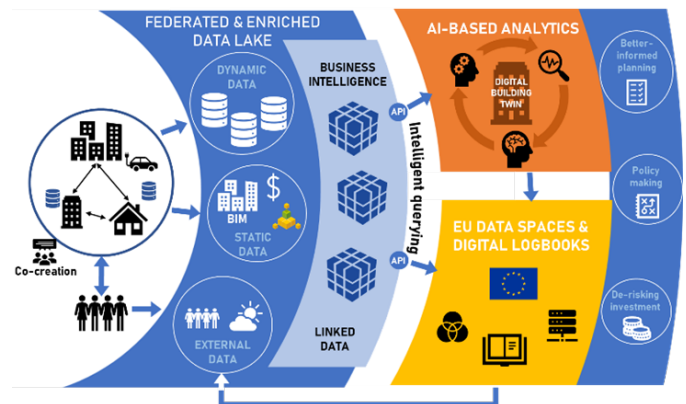 FEDERATED & ENRICHED
DATA LAKE
DYNAMIC
DATA
BIM
$
STATIC
DATA
EXTERNAL
DATA
Co-creation
BUSINESS
INTELLIGENCE
LINKED
DATA
API
API
Intelligent querying
AI-BASED ANALYTICS
DIGITAL
BUILDING
TWIN
EU DATA SPACES &
DIGITAL LOGBOOKS
Better-
informed
planning
Policy
making
De-risking
investment